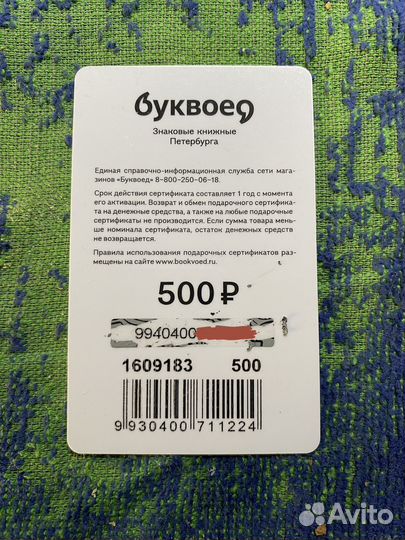 буквоед
Знаковые книжные
Петербурга
Единая справочно-информационная служба сети мага-
зинов «Буквоед» 8-800-250-06-18.
Срок действия сертификата составляет 1 год с момента
его активации. Возврат и обмен подарочного сертифика-
та на денежные средства, а также на любые подарочные
сертификаты не производится. Если сумма товара мень-
ше номинала сертификата, остаток денежных средств
не возвращается.
Правила использования подарочных сертификатов раз-
мещены на сайте www.bookvoed.ru
500 ₽
9940400
1609183 500
9 930400 711224
Avito